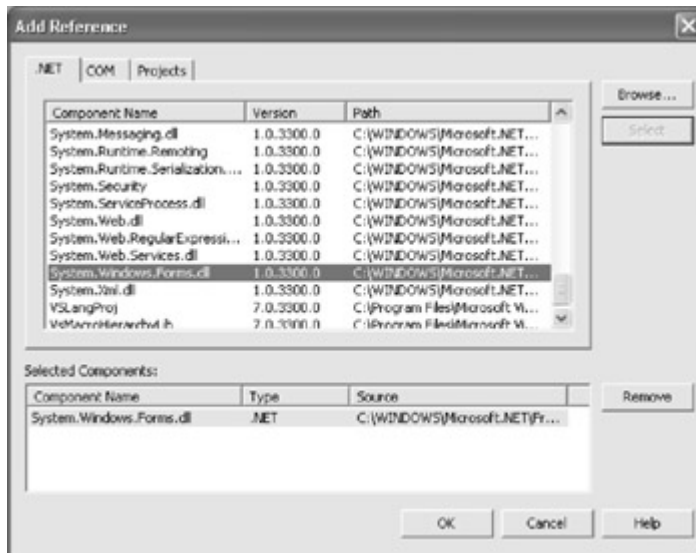 Add Reference
.NET COM Projects
Browse...
Select
Component Name Version Path
System.Messaging.dll 1.0.3300.0 C:\WINDOWS\Microsoft.NET...
System.Runtime.Remoting 1.0.3300.0 C:\WINDOWS\Microsoft.NET...
System.Runtime.Serialization.... 1.0.3300.0 C:\WINDOWS\Microsoft.NET...
System.Security 1.0.3300.0 C:\WINDOWS\Microsoft.NET...
System.ServiceProcess.dll 1.0.3300.0 C:\WINDOWS\Microsoft.NET...
System.Web.dll 1.0.3300.0 C:\WINDOWS\Microsoft.NET...
System.Web.RegularExpressi... 1.0.3300.0 C:\WINDOWS\Microsoft.NET...
System.Web.Services.dll 1.0.3300.0 C:\WINDOWS\Microsoft.NET...
System.Windows.Forms.dll 1.0.3300.0 C:\WINDOWS\Microsoft.NET...
System.Xml.dll 1.0.3300.0 C:\WINDOWS\Microsoft.NET...
VSLangProj 7.0.3300.0 C:\Program Files\Microsoft Vi...
VsMacroHierarchyLib 7.0.3300.0 C:\Program Files\Microsoft Vi...
Selected Components:
Component Name Type Source
Remove
System.Windows.Forms.dll .NET C:\WINDOWS\Microsoft.NET\Fr...
OK Cancel Help